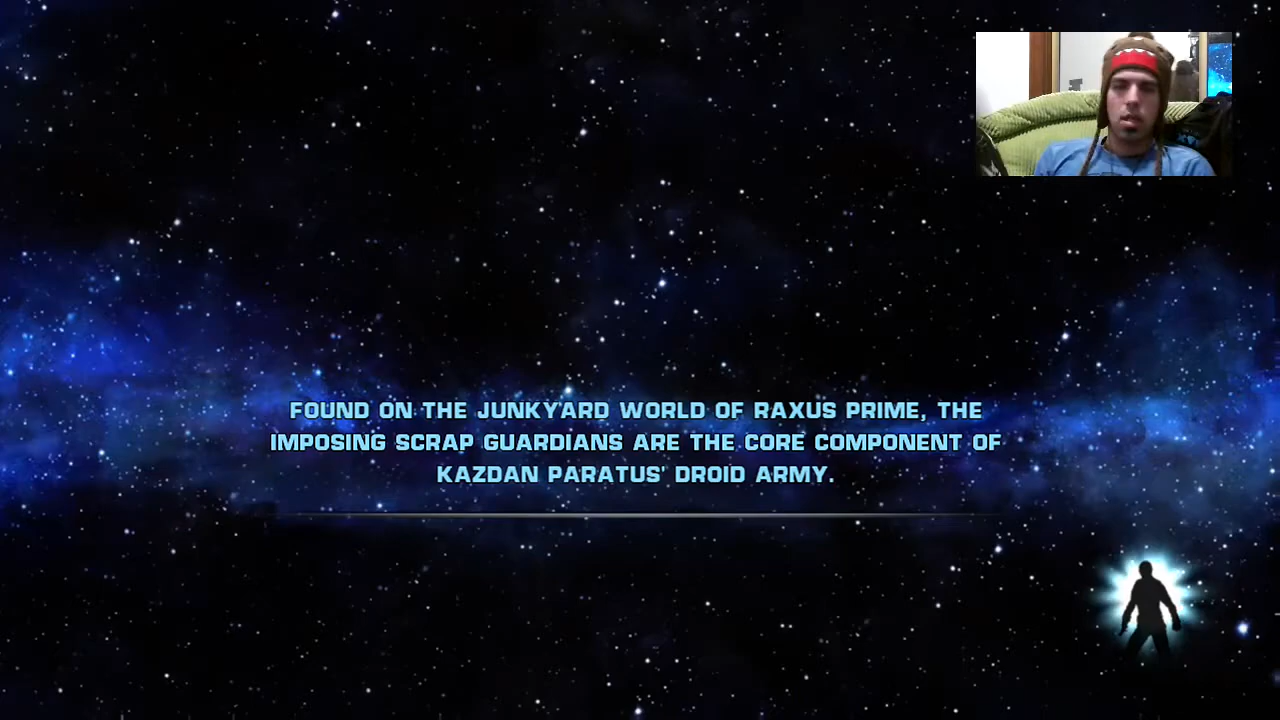 FOUND ON THE JUNKYARD WORLD OF RAXUS PRIME, THE
IMPOSING SCRAP GUARDIANS ARE THE CORE COMPONENT OF
KAZDAN PARATUS' DROID ARMY.